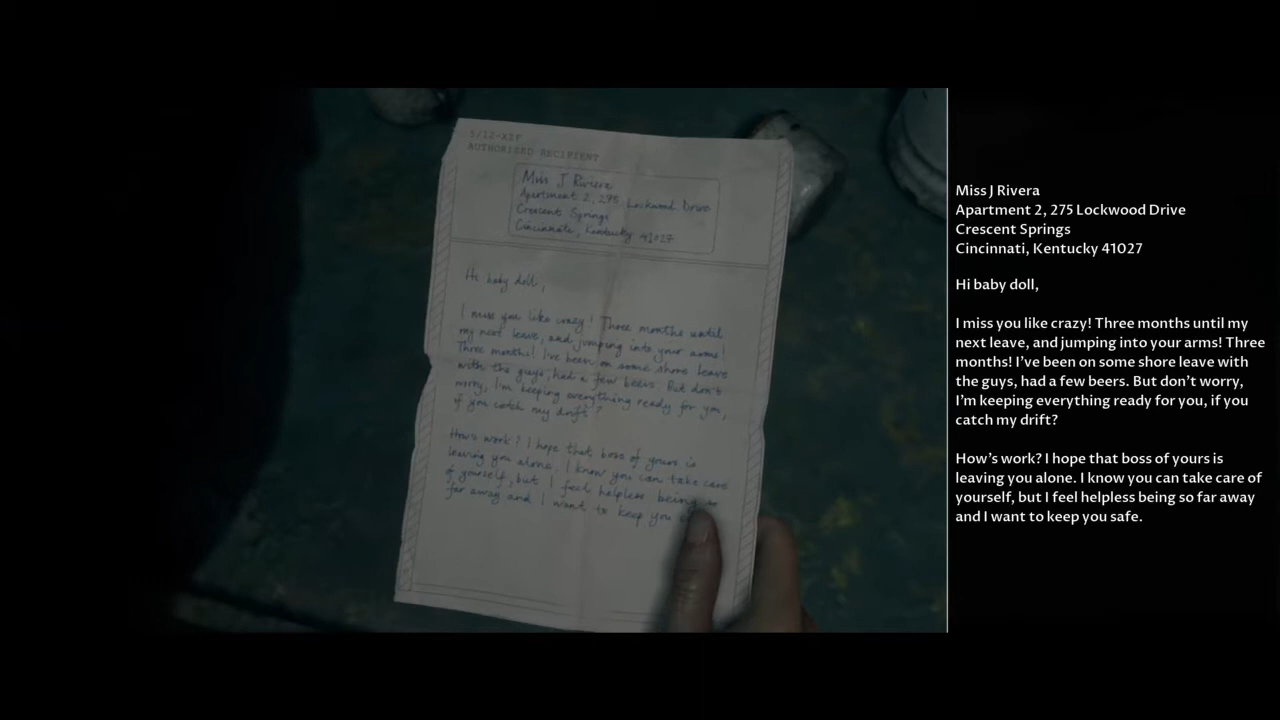 5/12-XSF
AUTHORISED RECIPIENT
Miss J Rivera
Apartment 2, 275 Lockwood Drive
Crescent Springs
Cincinnati, Kentucky 41027
Hi baby doll,
I miss you like crazy! Three months until
my next leave, and jumping into your arms!
Three months! I've been on some shore leave
with the guys, had a few beers. But don't
worry, I'm keeping everything ready for you,
if you catch my drift?
How's work? I hope that boss of yours is
leaving you alone. I know you can take care
of yourself, but I feel helpless being so
far away and I want to keep you
Miss J Rivera
Apartment 2, 275 Lockwood Drive
Crescent Springs
Cincinnati, Kentucky 41027
Hi baby doll,
I miss you like crazy! Three months until my
next leave, and jumping into your arms! Three
months! I've been on some shore leave with
the guys, had a few beers. But don't worry,
I'm keeping everything ready for you, if you
catch my drift?
How's work? I hope that boss of yours is
leaving you alone. I know you can take care of
yourself, but I feel helpless being so far away
and I want to keep you safe.